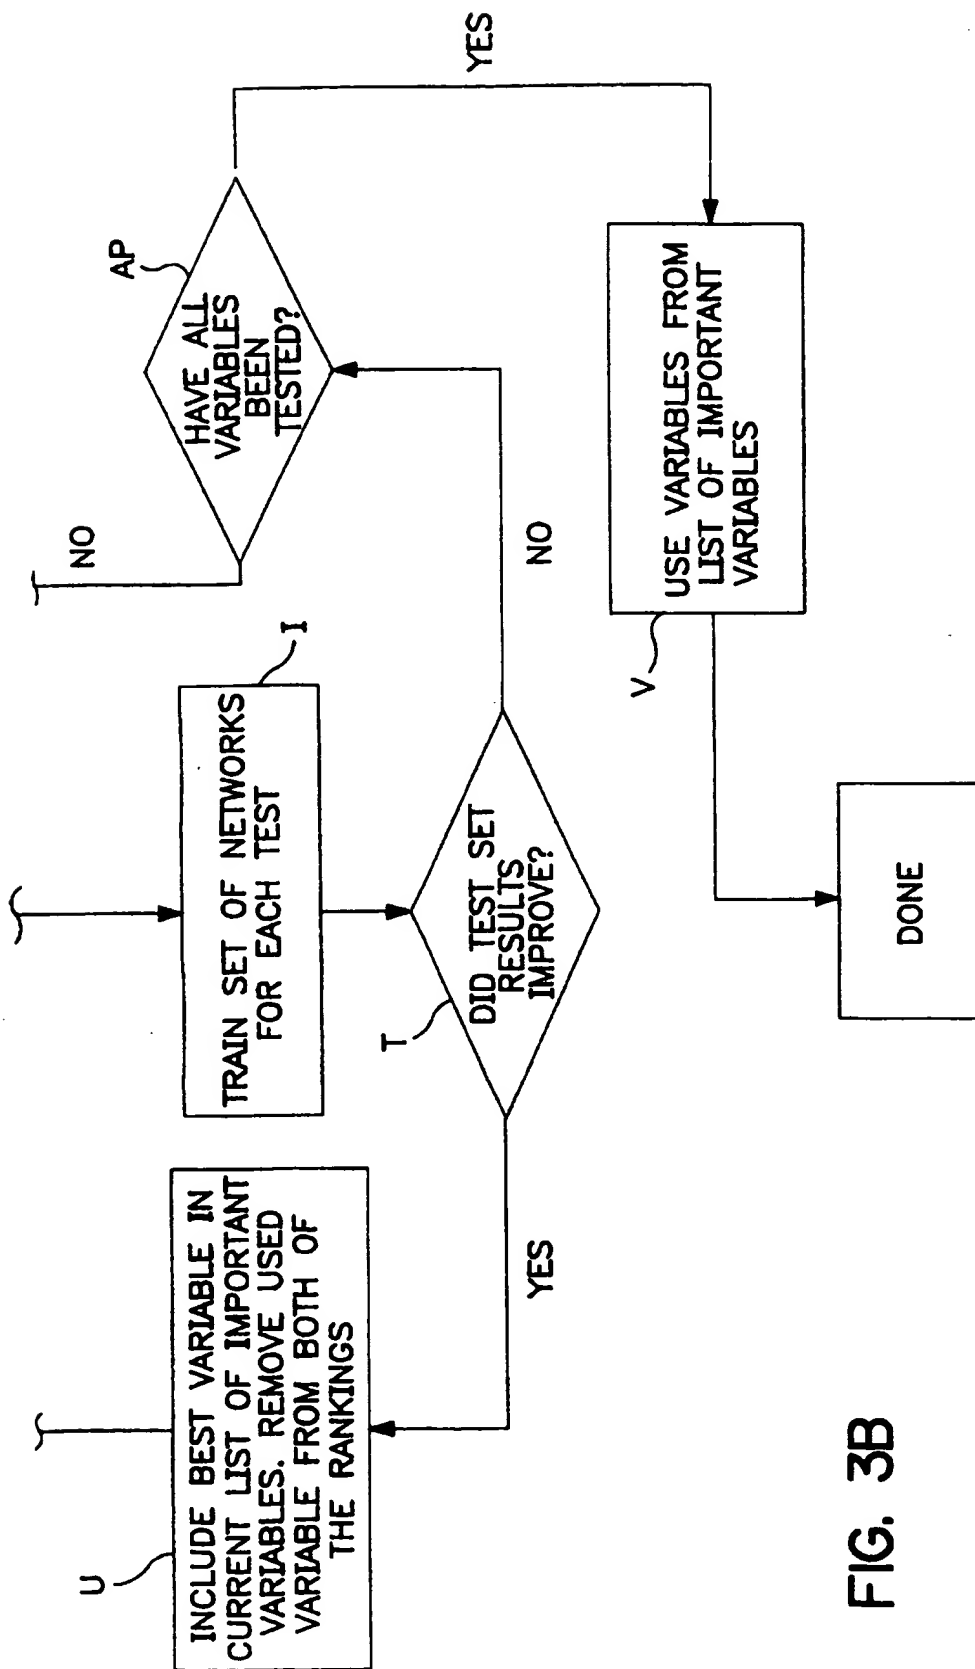 U
INCLUDE BEST VARIABLE IN
CURRENT LIST OF IMPORTANT
VARIABLES. REMOVE USED
VARIABLE FROM BOTH OF
THE RANKINGS
I
TRAIN SET OF NETWORKS
FOR EACH TEST
NO
AP
HAVE ALL
VARIABLES
BEEN
TESTED?
YES
T
DID TEST SET
RESULTS
IMPROVE?
YES
NO
V
USE VARIABLES FROM
LIST OF IMPORTANT
VARIABLES
DONE
FIG. 3B